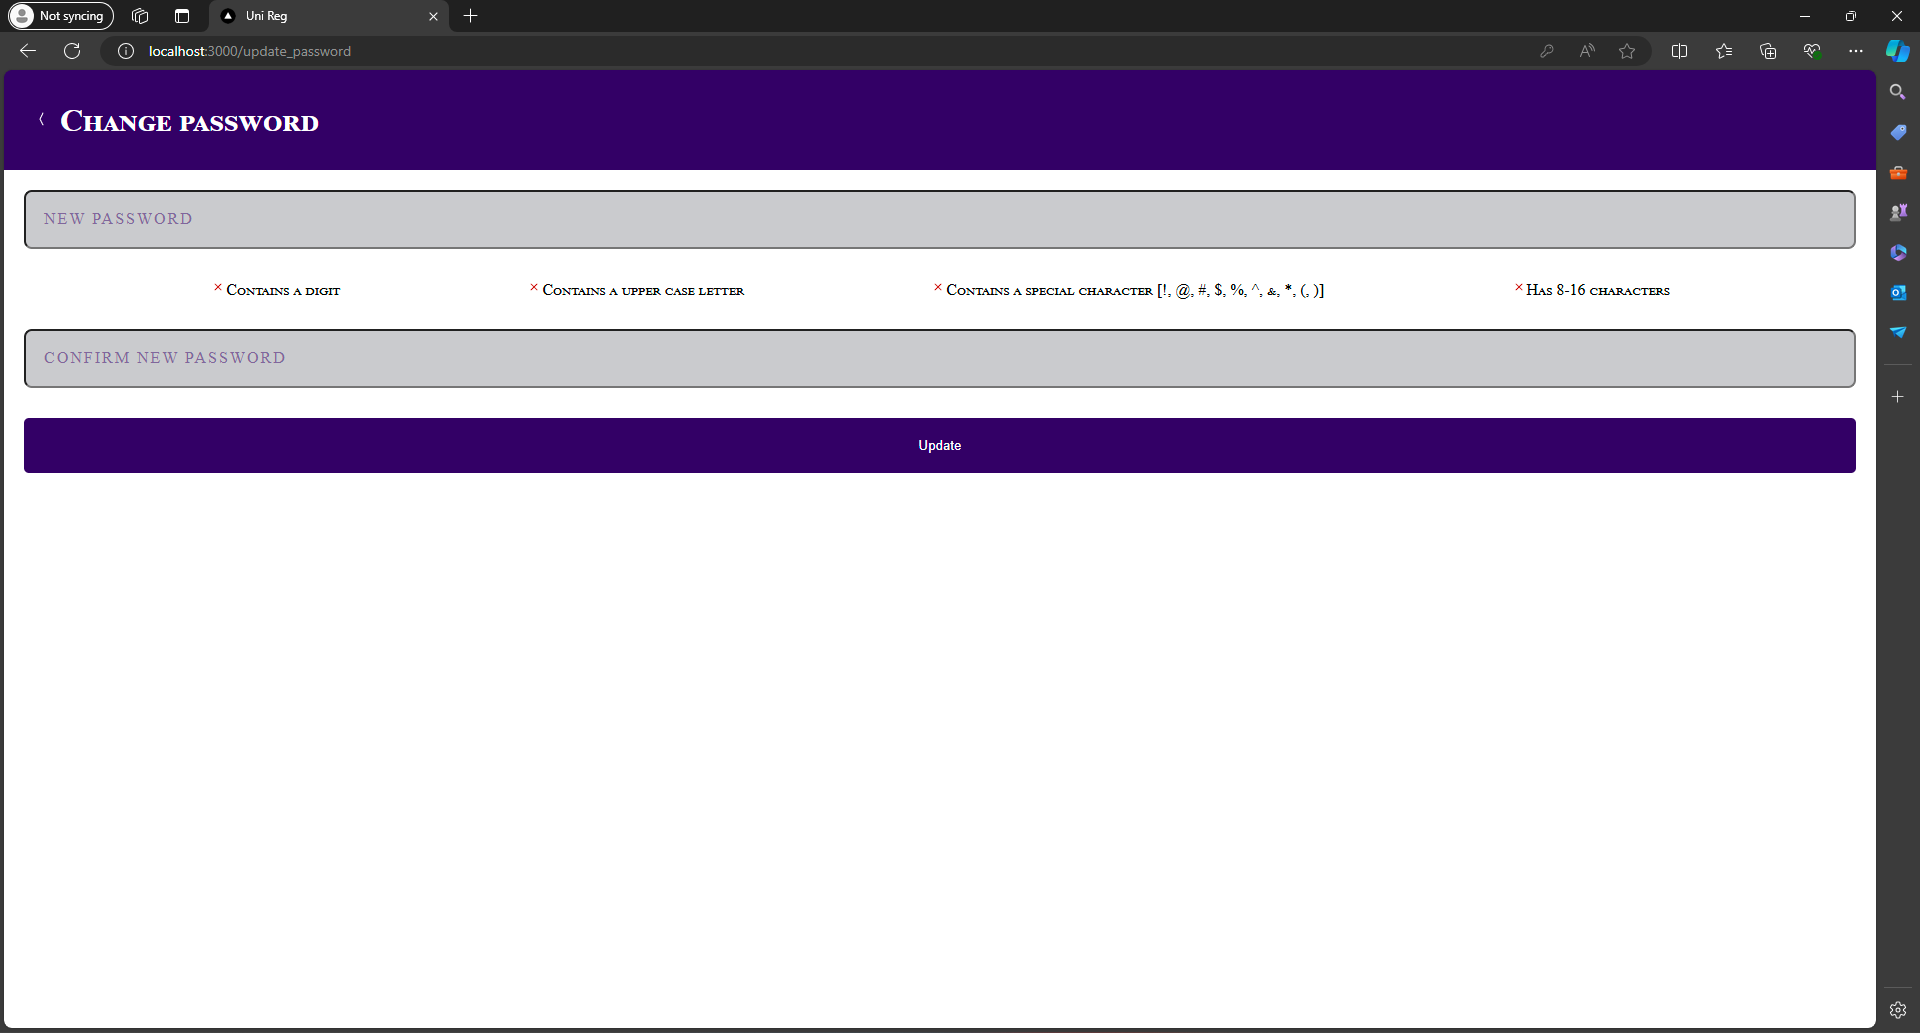 Not syncing
Uni Reg
localhost:3000/update_password
Change password
NEW PASSWORD
× Contains a digit
× Contains a upper case letter
× Contains a special character [!, @, #, $, %, ^, &, *, (, )]
× Has 8-16 characters
CONFIRM NEW PASSWORD
Update